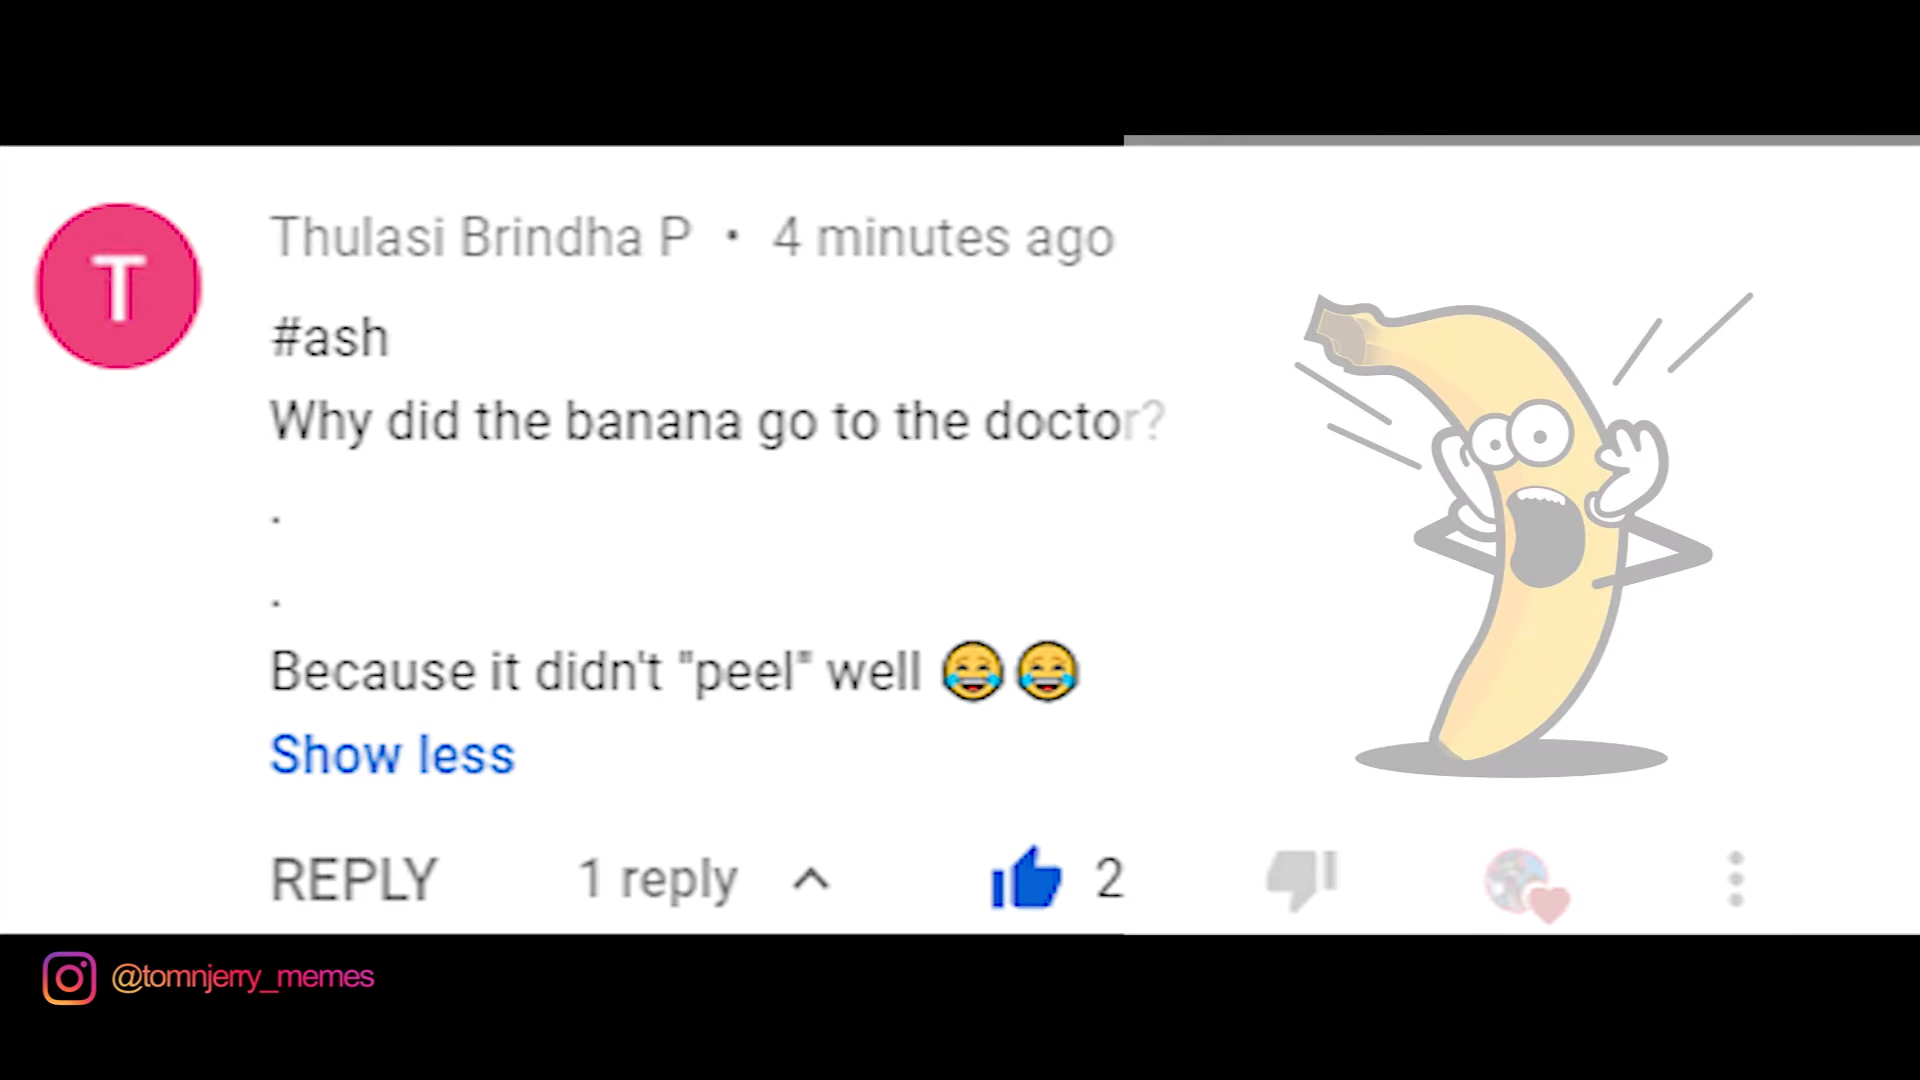 T
Thulasi Brindha P • 4 minutes ago
#ash
Why did the banana go to the doctor?
.
.
Because it didn't "peel" well 😂😂
Show less
REPLY 1 reply 2
@tomnjerry_memes